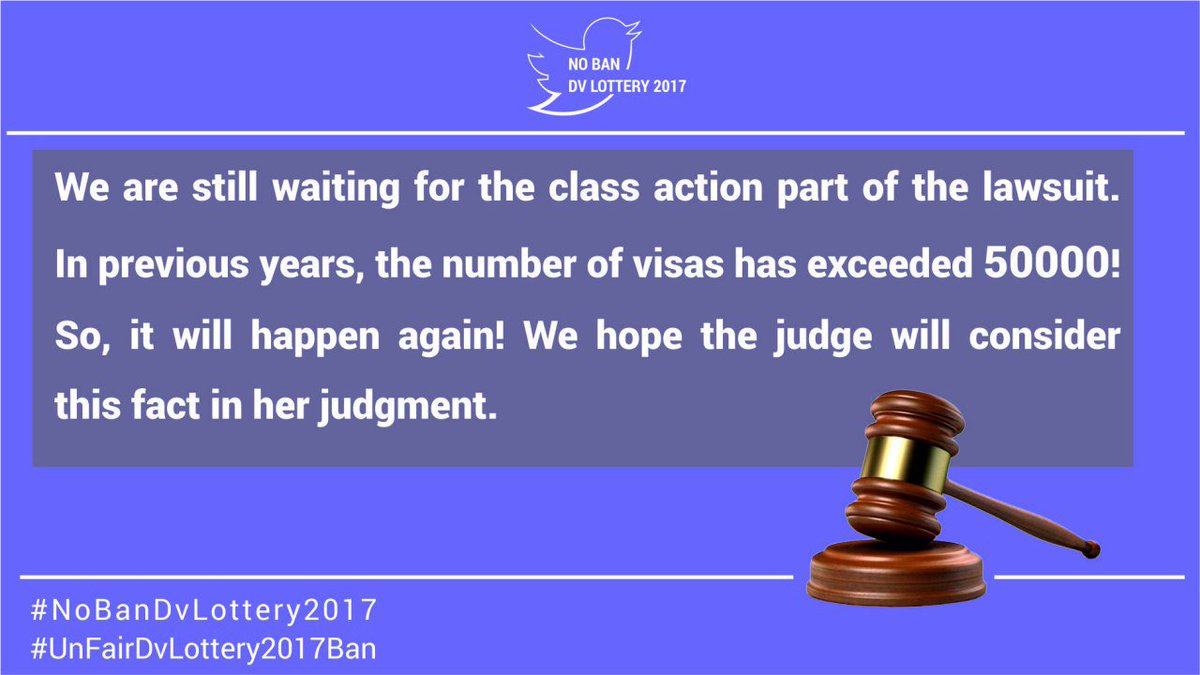 NO BAN
DV LOTTERY 2017
We are still waiting for the class action part of the lawsuit.
In previous years, the number of visas has exceeded 50000!
So, it will happen again! We hope the judge will consider
this fact in her judgment.
#NoBanDvLottery2017
#UnFairDvLottery2017Ban